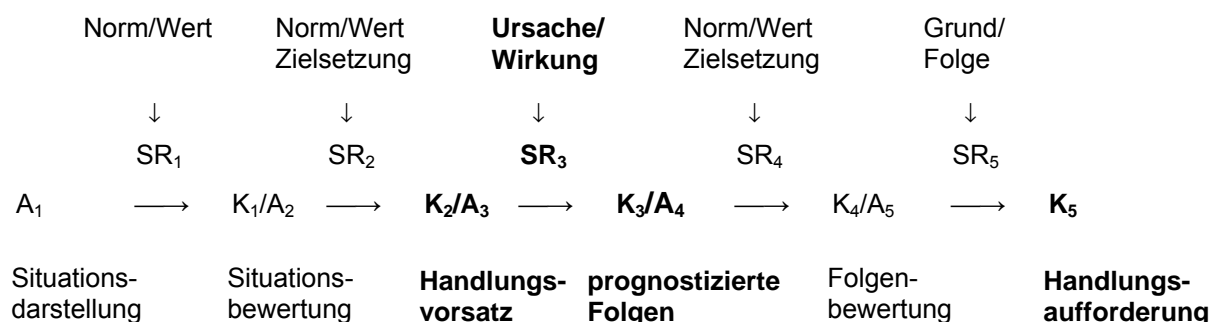 Norm/Wert Norm/Wert Ursache/ Norm/Wert Grund/
Zielsetzung Wirkung Zielsetzung Folge
↓ ↓ ↓ ↓ ↓
SR₁ SR₂ SR₃ SR₄ SR₅
A₁ → K₁/A₂ → K₂/A₃ → K₃/A₄ → K₄/A₅ → K₅
Situations- Situations- Handlungs- prognostizierte Folgen- Handlungs-
darstellung bewertung vorsatz Folgen bewertung aufforderung